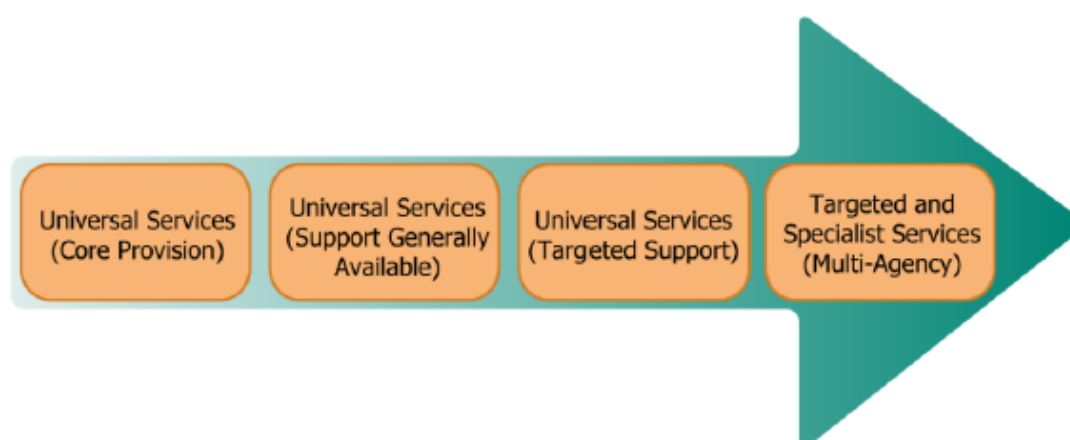 Universal Services
(Core Provision)
Universal Services
(Support Generally
Available)
Universal Services
(Targeted Support)
Targeted and
Specialist Services
(Multi-Agency)